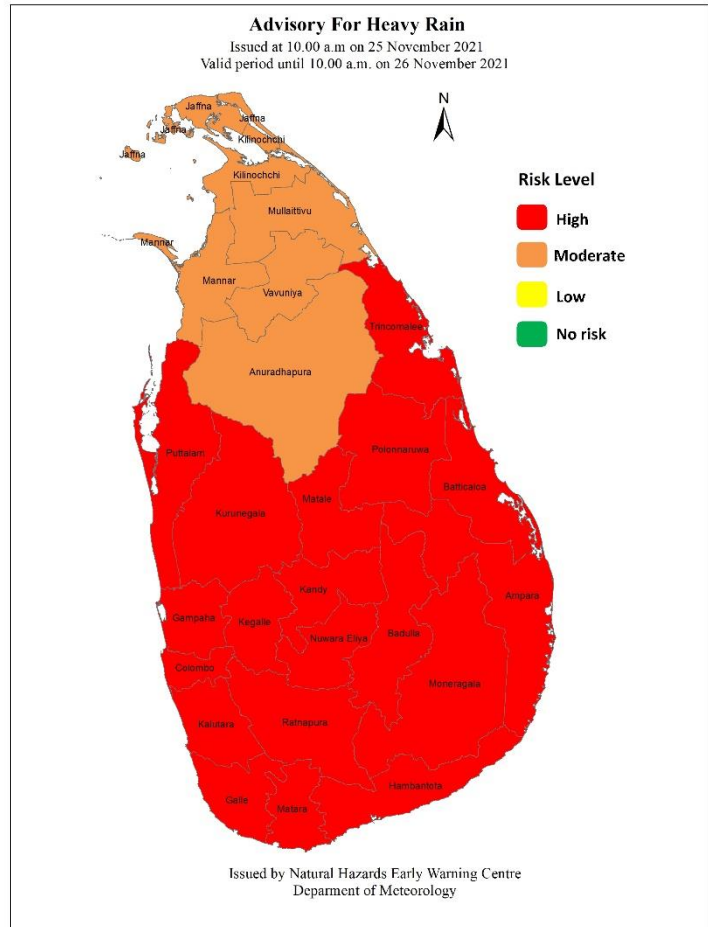 Advisory For Heavy Rain
Issued at 10.00 a.m on 25 November 2021
Valid period until 10.00 a.m. on 26 November 2021
N
Jaffna
Jaffna
Jaffna
Kilinochchi
Jaffna
Kilinochchi
Mullaittivu
Mannar
Mannar
Vavuniya
Trincomalee
Anuradhapura
Puttalam
Polonnaruwa
Batticaloa
Kurunegala
Matale
Kandy
Ampara
Gampaha
Kegalle
Nuwara Eliya
Badulla
Colombo
Moneragala
Kalutara
Ratnapura
Hambantota
Galle
Matara
Risk Level
High
Moderate
Low
No risk
Issued by Natural Hazards Early Warning Centre
Deparment of Meteorology